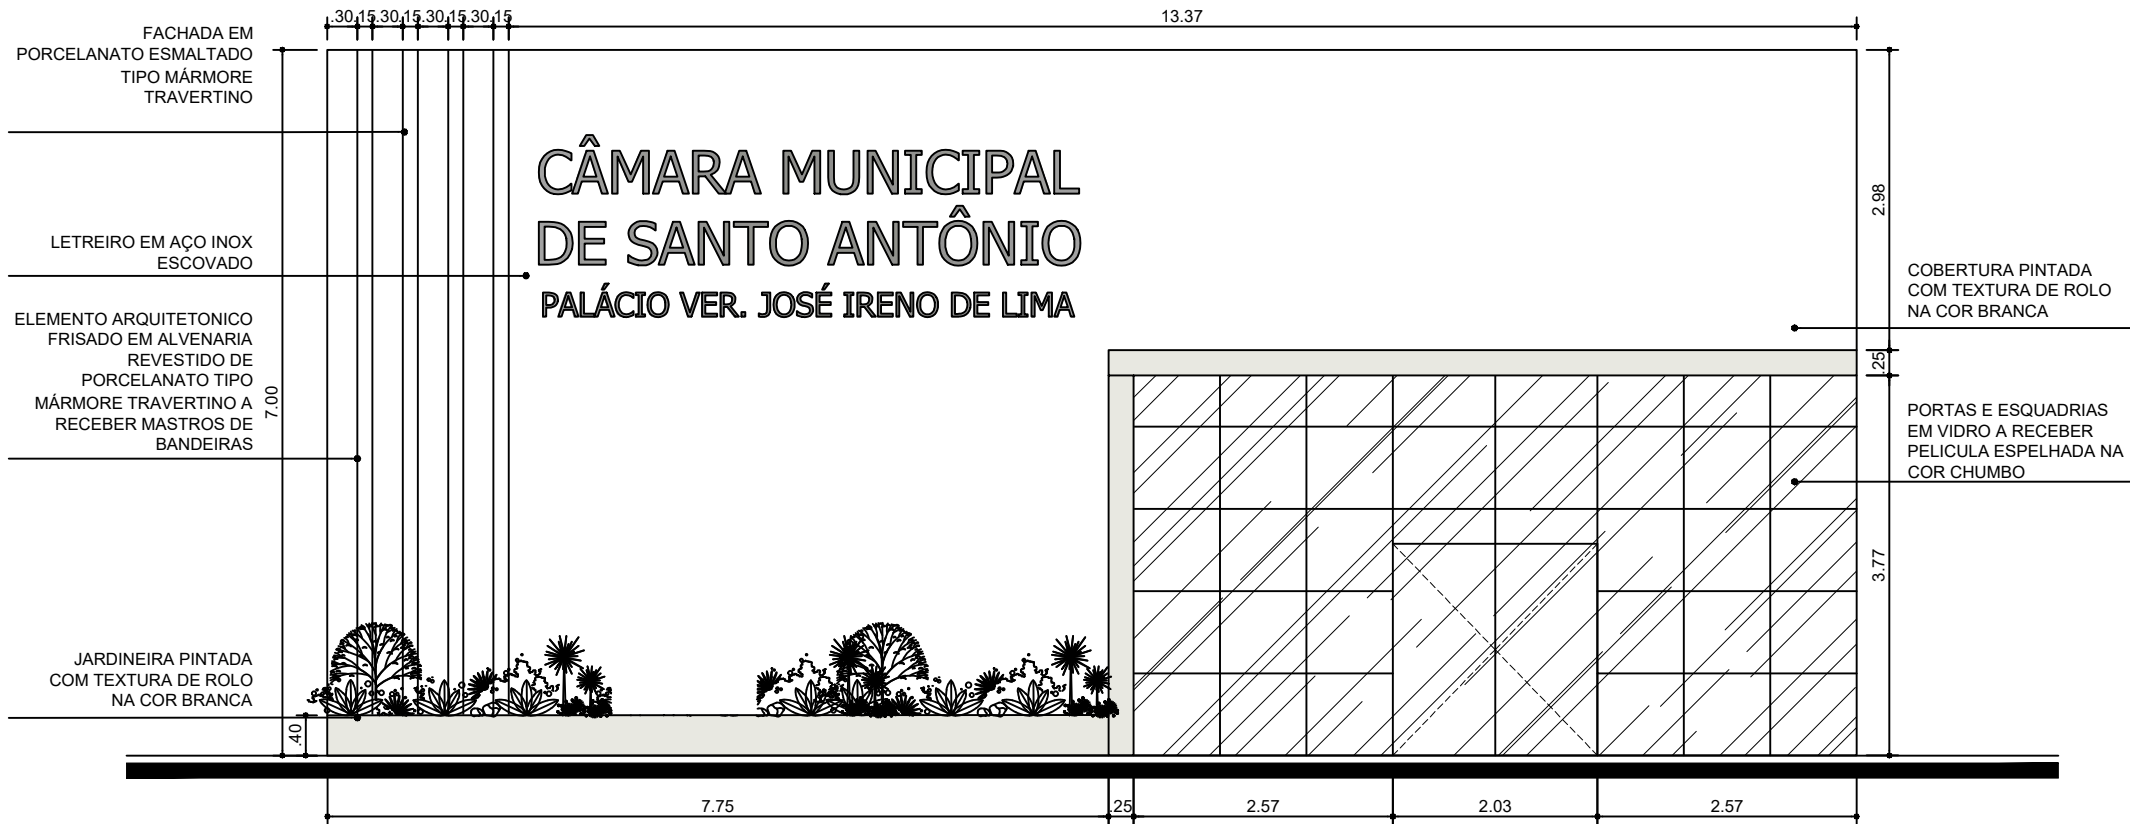 .30 .15 .30 .15 .30 .15 .30 .15 13.37
FACHADA EM
PORCELANATO ESMALTADO
TIPO MÁRMORE
TRAVERTINO
CÂMARA MUNICIPAL
DE SANTO ANTÔNIO
PALÁCIO VER. JOSÉ IRENO DE LIMA
LETREIRO EM AÇO INOX
ESCOVADO
ELEMENTO ARQUITETONICO
FRISADO EM ALVENARIA
REVESTIDO DE
PORCELANATO TIPO
MÁRMORE TRAVERTINO A
RECEBER MASTROS DE
BANDEIRAS
7.00
JARDINEIRA PINTADA
COM TEXTURA DE ROLO
NA COR BRANCA
.40
2.98
COBERTURA PINTADA
COM TEXTURA DE ROLO
NA COR BRANCA
.25
PORTAS E ESQUADRIAS
EM VIDRO A RECEBER
PELICULA ESPELHADA NA
COR CHUMBO
3.77
7.75 .25 2.57 2.03 2.57